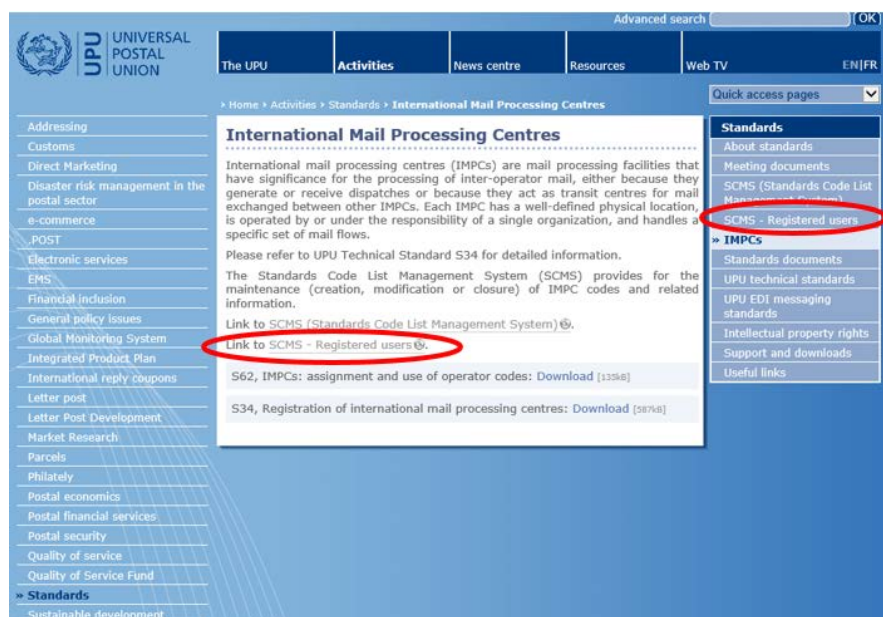 Advanced search
OK
UPU
UNIVERSAL
POSTAL
UNION
The UPU
Activities
News centre
Resources
Web TV
EN|FR
Quick access pages
› Home › Activities › Standards › International Mail Processing Centres
Addressing
Customs
Direct Marketing
Disaster risk management in the
postal sector
e-commerce
.POST
Electronic services
EMS
Financial inclusion
General policy issues
Global Monitoring System
Integrated Product Plan
International reply coupons
Letter post
Letter Post Development
Market Research
Parcels
Philately
Postal economics
Postal financial services
Postal security
Quality of service
Quality of Service Fund
» Standards
Sustainable development
International Mail Processing Centres
International mail processing centres (IMPCs) are mail processing facilities that
have significance for the processing of inter-operator mail, either because they
generate or receive dispatches or because they act as transit centres for mail
exchanged between other IMPCs. Each IMPC has a well-defined physical location,
is operated by or under the responsibility of a single organization, and handles a
specific set of mail flows.
Please refer to UPU Technical Standard S34 for detailed information.
The Standards Code List Management System (SCMS) provides for the
maintenance (creation, modification or closure) of IMPC codes and related
information.
Link to SCMS (Standards Code List Management System).
Link to SCMS - Registered users.
S62, IMPCs: assignment and use of operator codes: Download [135kB]
S34, Registration of international mail processing centres: Download [587kB]
Standards
About standards
Meeting documents
SCMS (Standards Code List
Management System)
SCMS - Registered users
» IMPCs
Standards documents
UPU technical standards
UPU EDI messaging
standards
Intellectual property rights
Support and downloads
Useful links